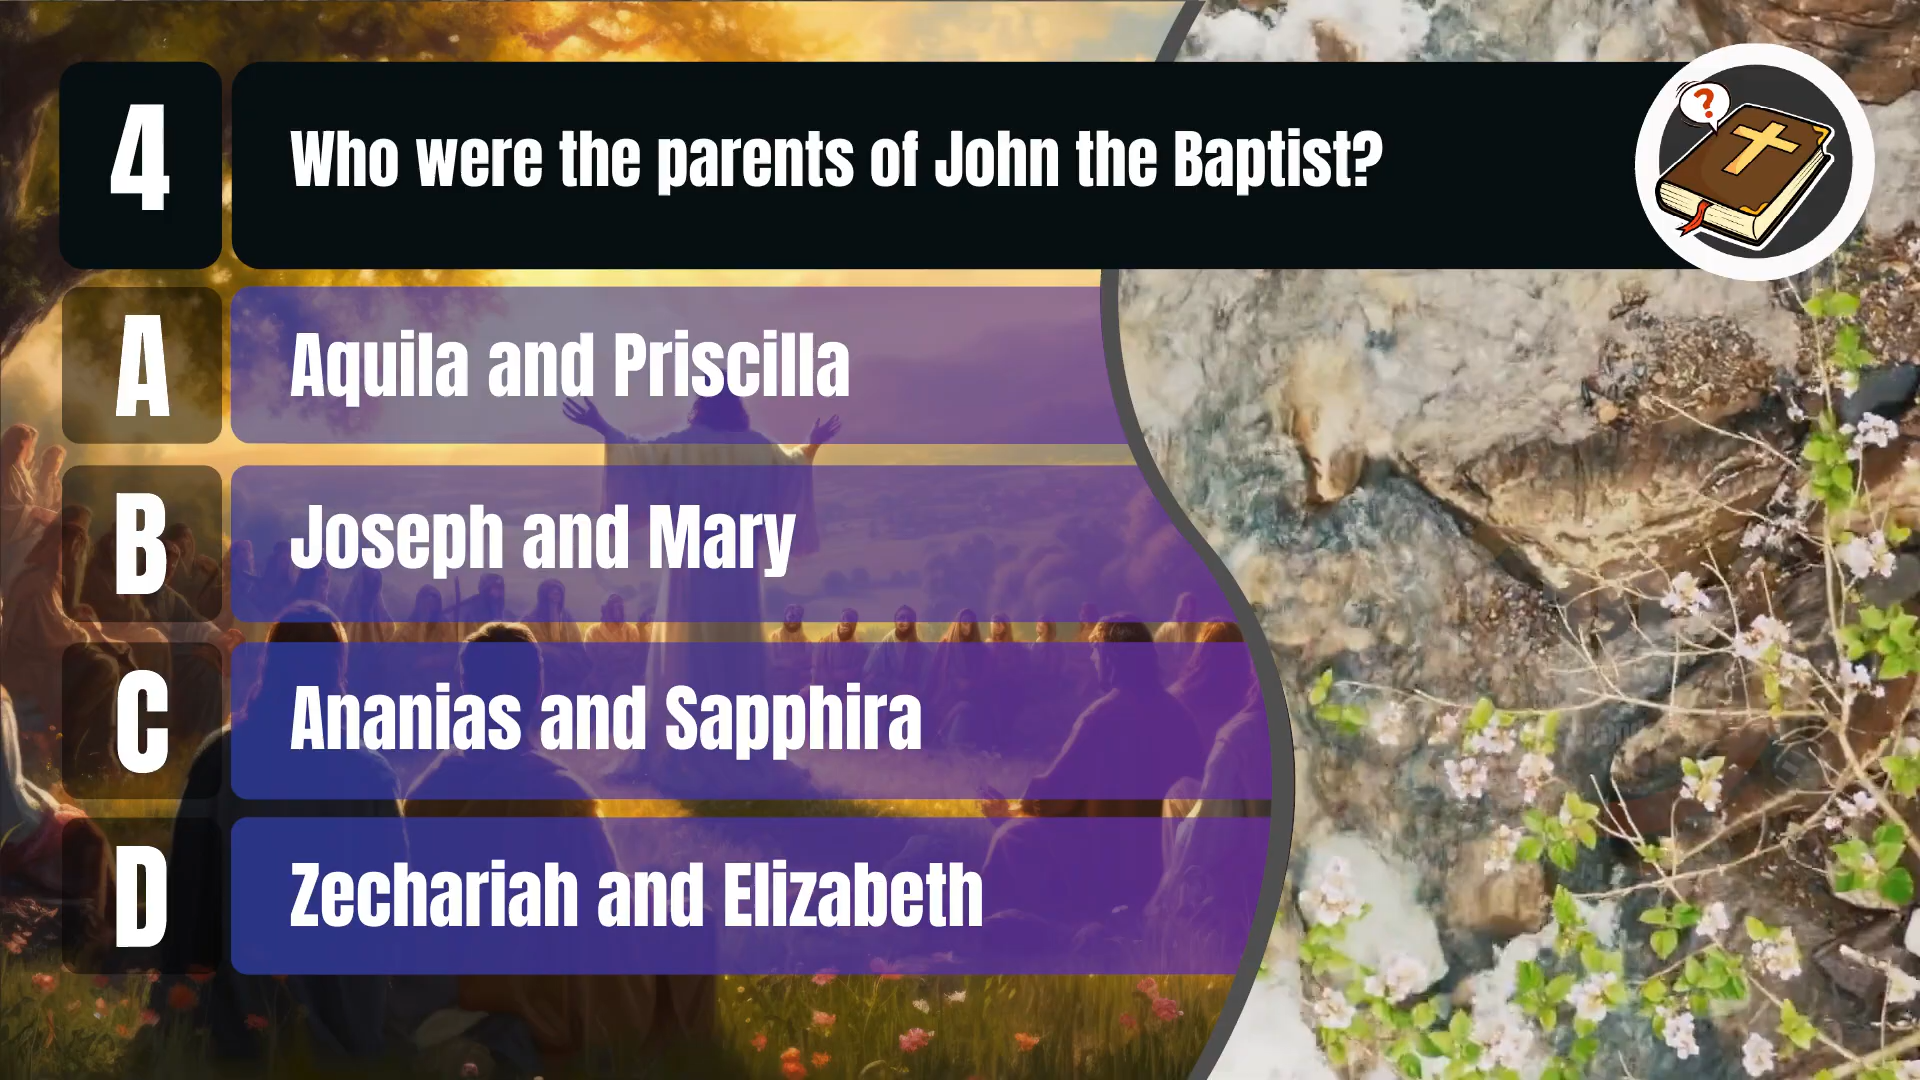 4
Who were the parents of John the Baptist?
?
A
Aquila and Priscilla
B
Joseph and Mary
C
Ananias and Sapphira
D
Zechariah and Elizabeth